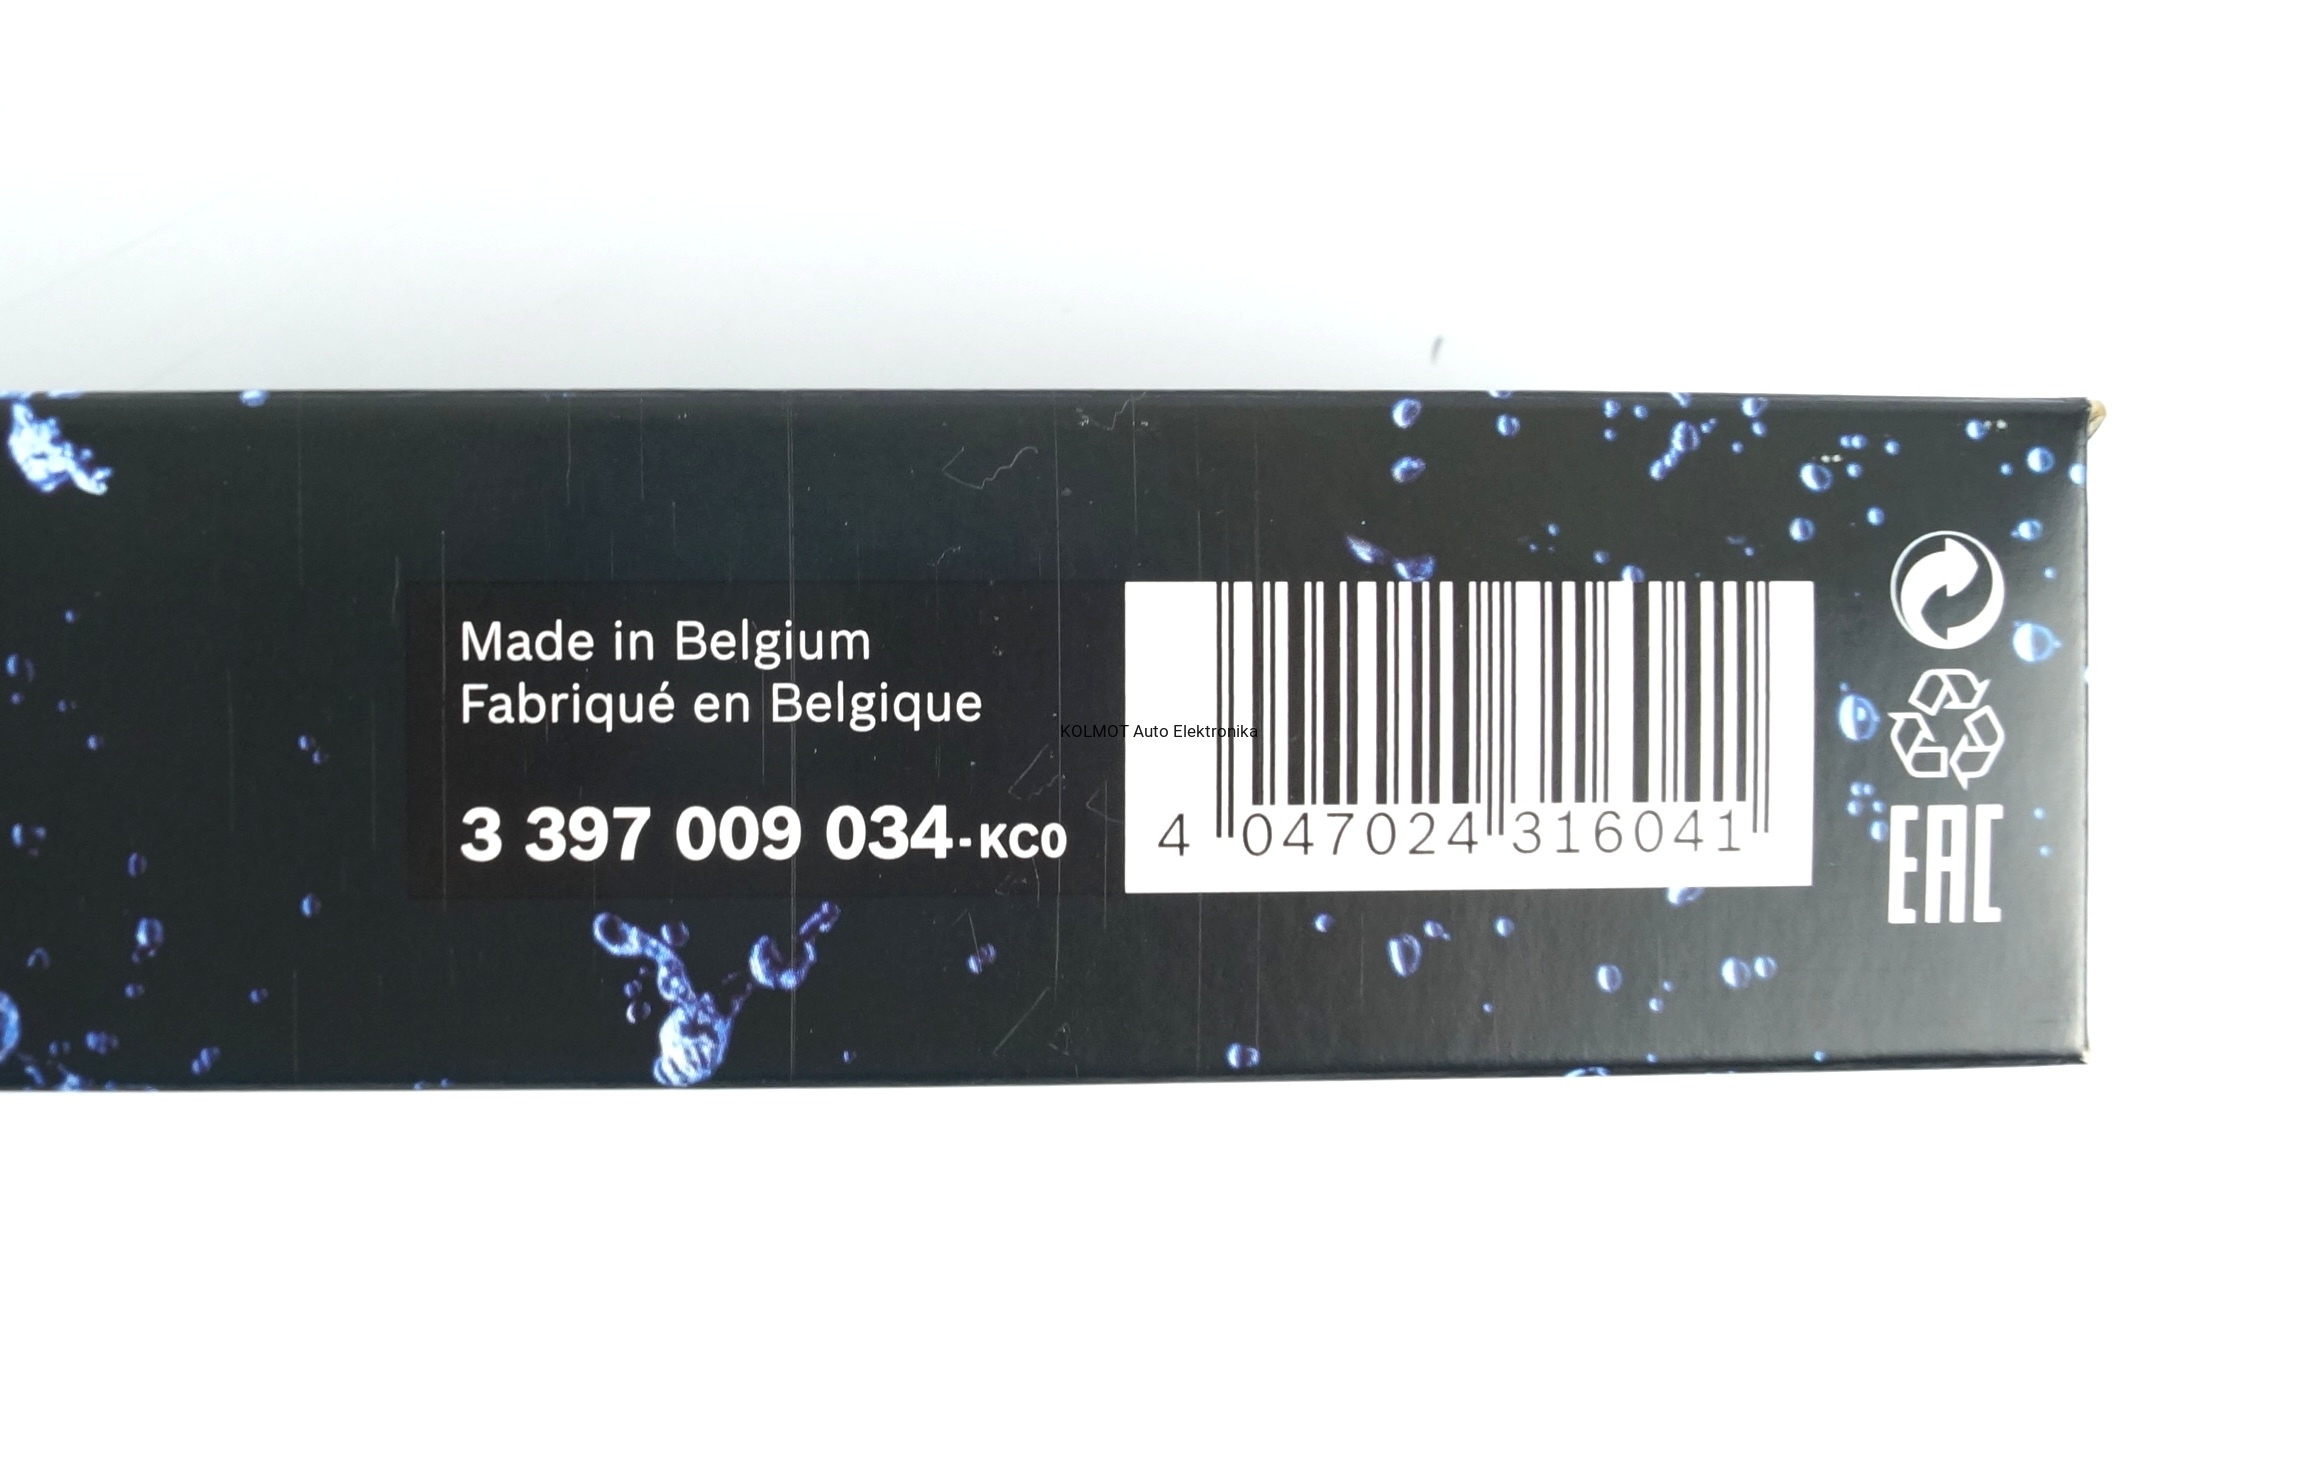 Made in Belgium
Fabriqué en Belgique
KOLMOT Auto Elektronika
3 397 009 034-KC0
4 047024 316041
EAC